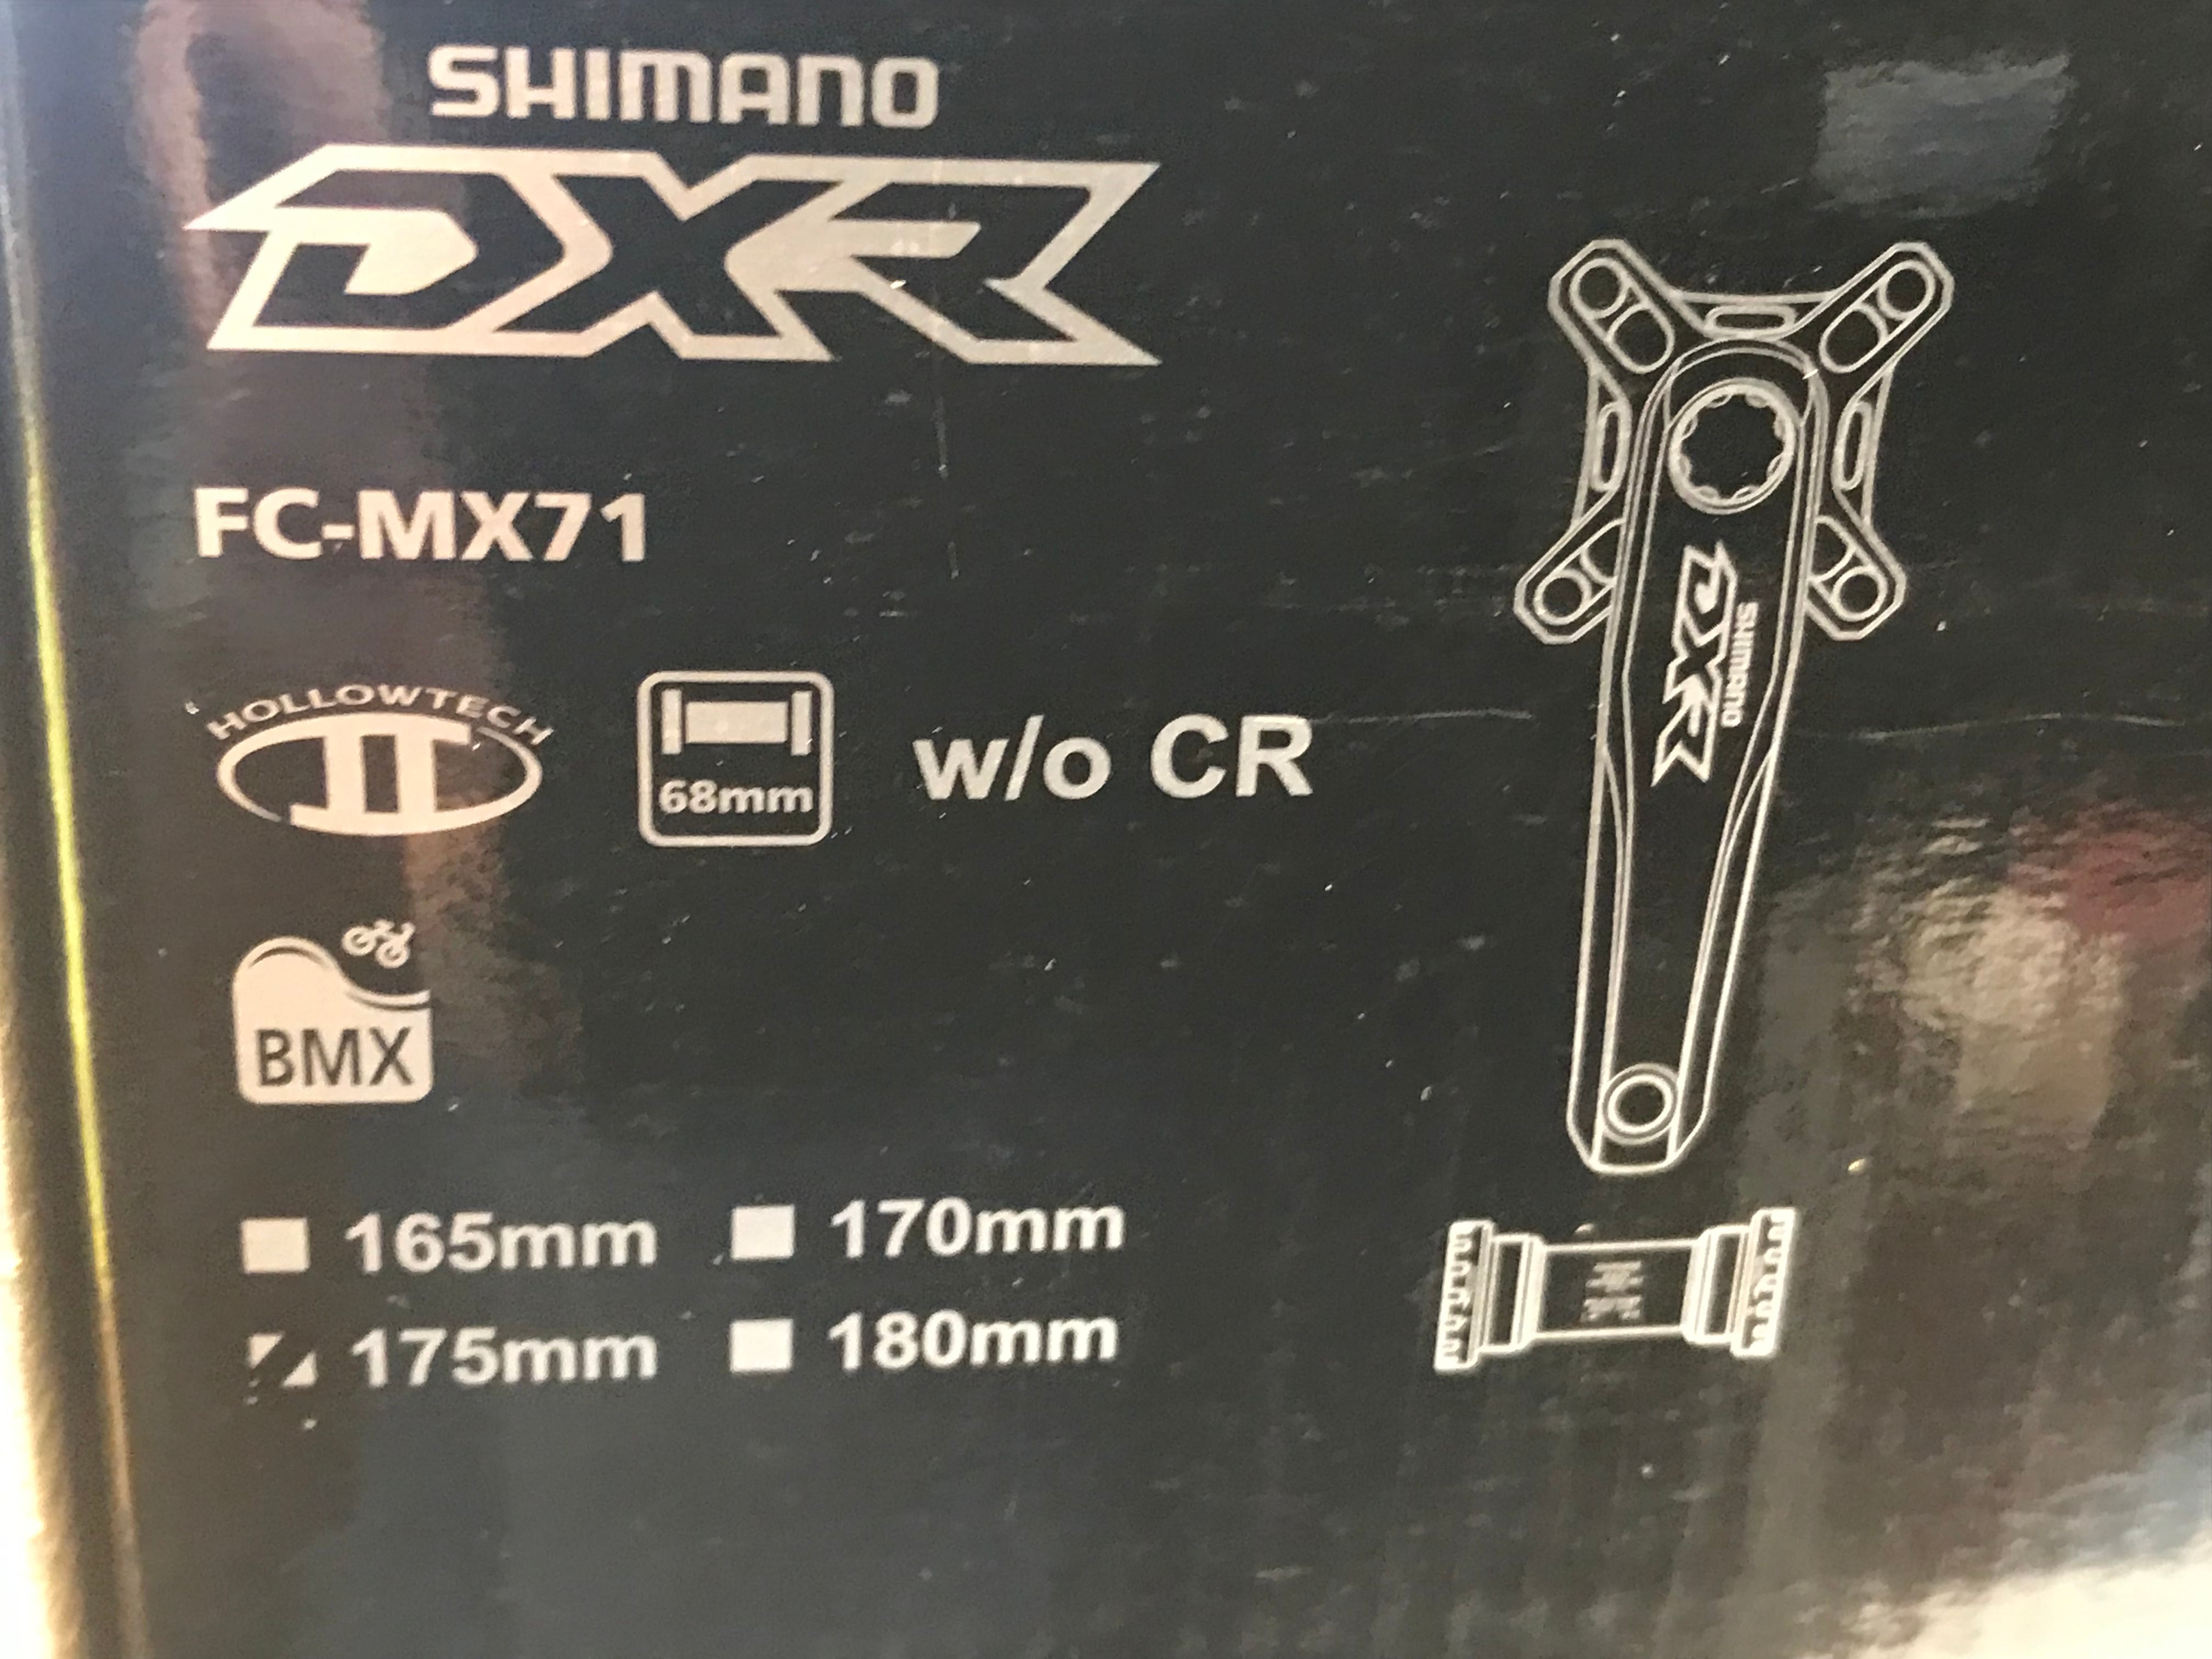 SHIMANO
DXR
FC-MX71
HOLLOWTECH
II
68mm
w/o CR
BMX
165mm
170mm
175mm
180mm
DXR
SHIMANO